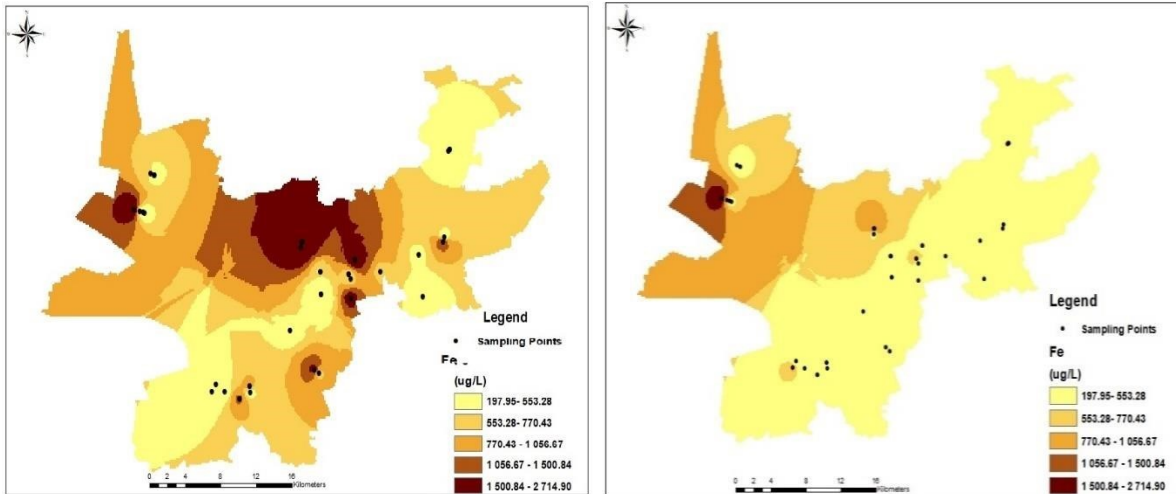 Legend
Sampling Points
Fe
(ug/L)
197.95- 553.28
553.28- 770.43
770.43 - 1 056.67
1 056.67 - 1 500.84
1 500.84 - 2 714.90
0 2 4 8 12 16
Kilometers
Legend
Sampling Points
Fe
(ug/L)
197.95- 553.28
553.28- 770.43
770.43 - 1 056.67
1 056.67 - 1 500.84
1 500.84 - 2 714.90
0 2 4 8 12 16
Kilometers